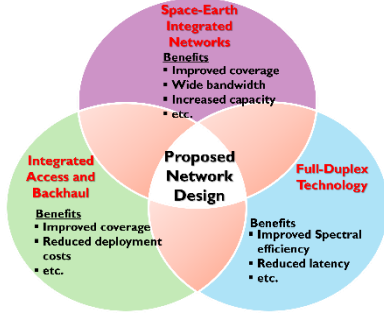 Space-Earth
Integrated
Networks
Benefits
▪ Improved coverage
▪ Wide bandwidth
▪ Increased capacity
▪ etc.
Integrated
Access and
Backhaul
Benefits
▪ Improved coverage
▪ Reduced deployment
costs
▪ etc.
Proposed
Network
Design
Full-Duplex
Technology
Benefits
▪ Improved Spectral
efficiency
▪ Reduced latency
▪ etc.